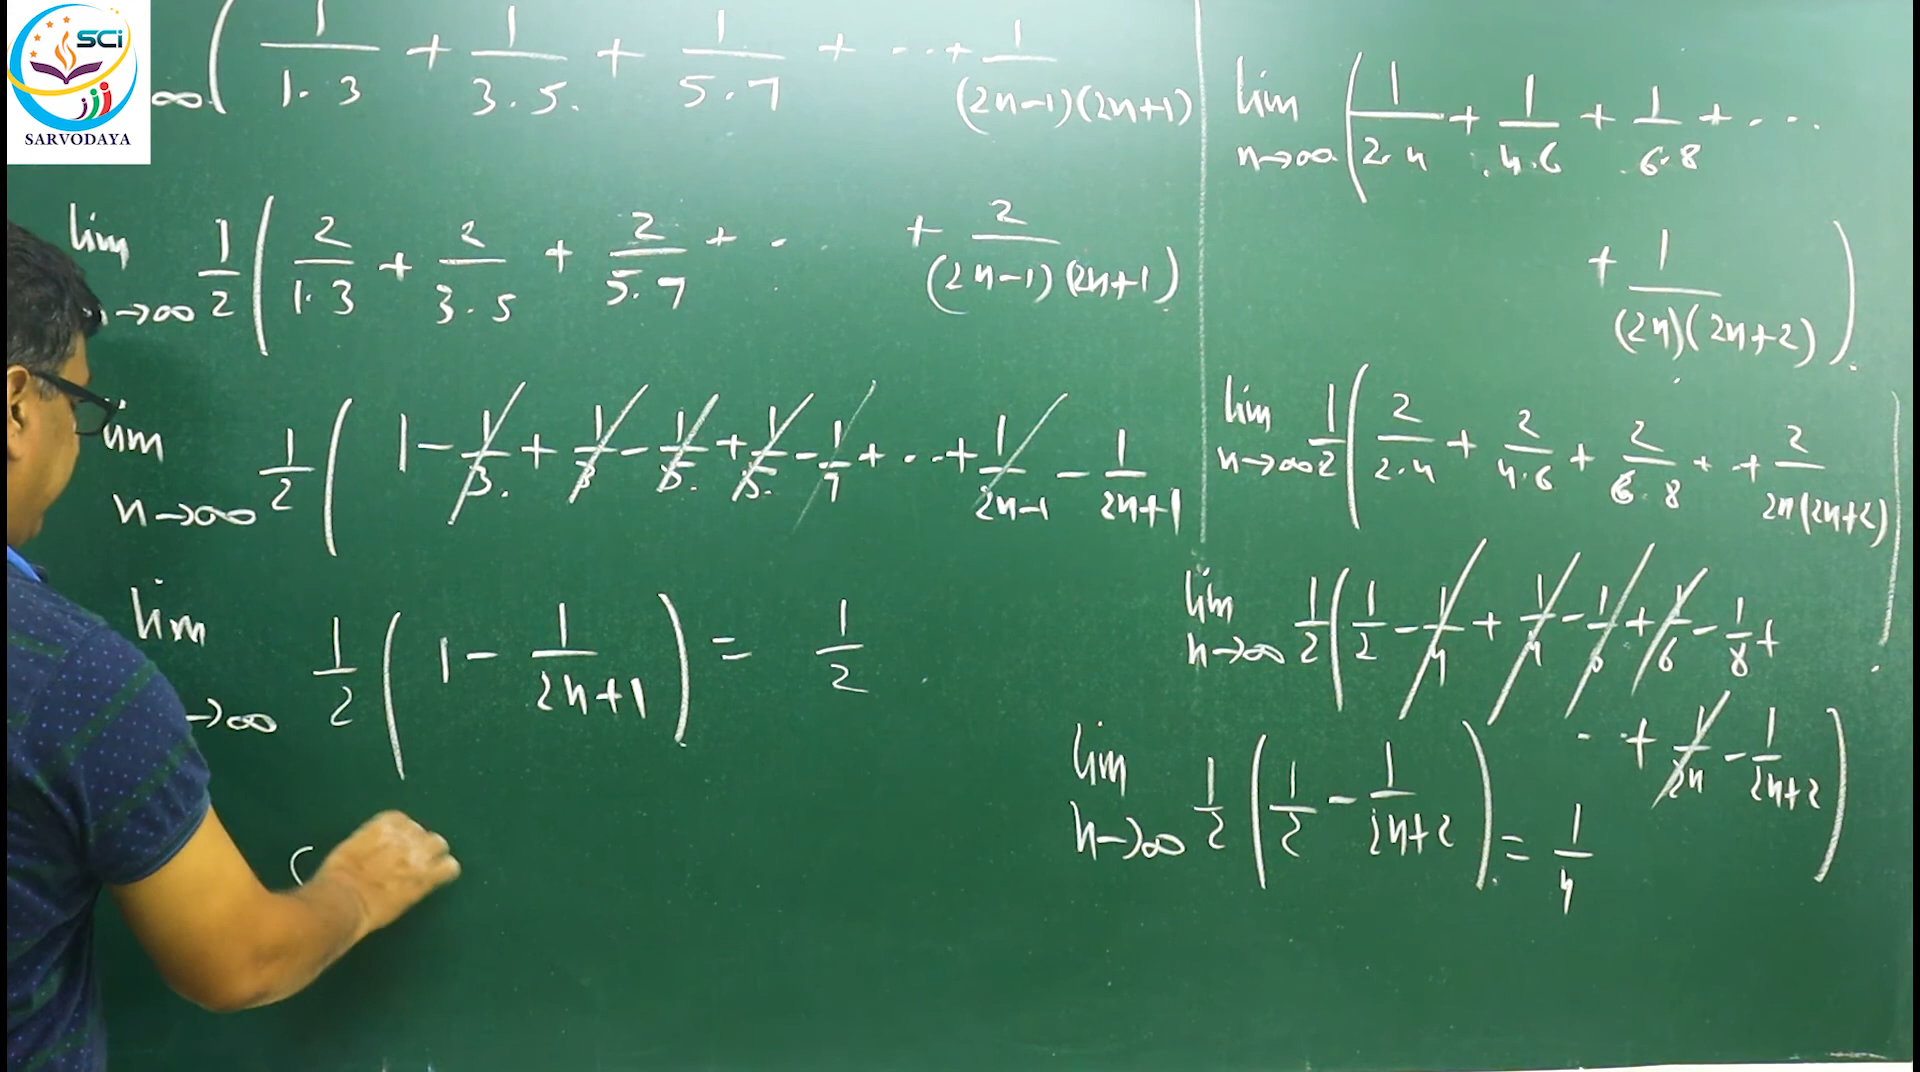 SCi
SARVODAYA
∞ ( 1/1.3 + 1/3.5. + 1/5.7 + ...+ 1/(2n-1)(2n+1)
lim n→∞ 1/2 ( 2/1.3 + 2/3.5 + 2/5.7 + . . + 2/(2n-1)(2n+1)
lim n→∞ 1/2 ( 1 - 1/3. + 1/3 - 1/5. + 1/5. - 1/7 + ...+ 1/2n-1 - 1/2n+1
lim →∞ 1/2 ( 1 - 1/2n+1 ) = 1/2
(
lim n→∞ ( 1/2.4 + 1/4.6 + 1/6.8 + ...
+ 1/(2n)(2n+2) ).
lim n→∞ 1/2 ( 2/2.4 + 2/4.6 + 2/6.8 + . + 2/2n(2n+2) )
lim n→∞ 1/2 ( 1/2 - 1/4 + 1/4 - 1/6 + 1/6 - 1/8 +
.. + 1/2n - 1/2n+2 )
lim n→∞ 1/2 ( 1/2 - 1/2n+2 ) = 1/4